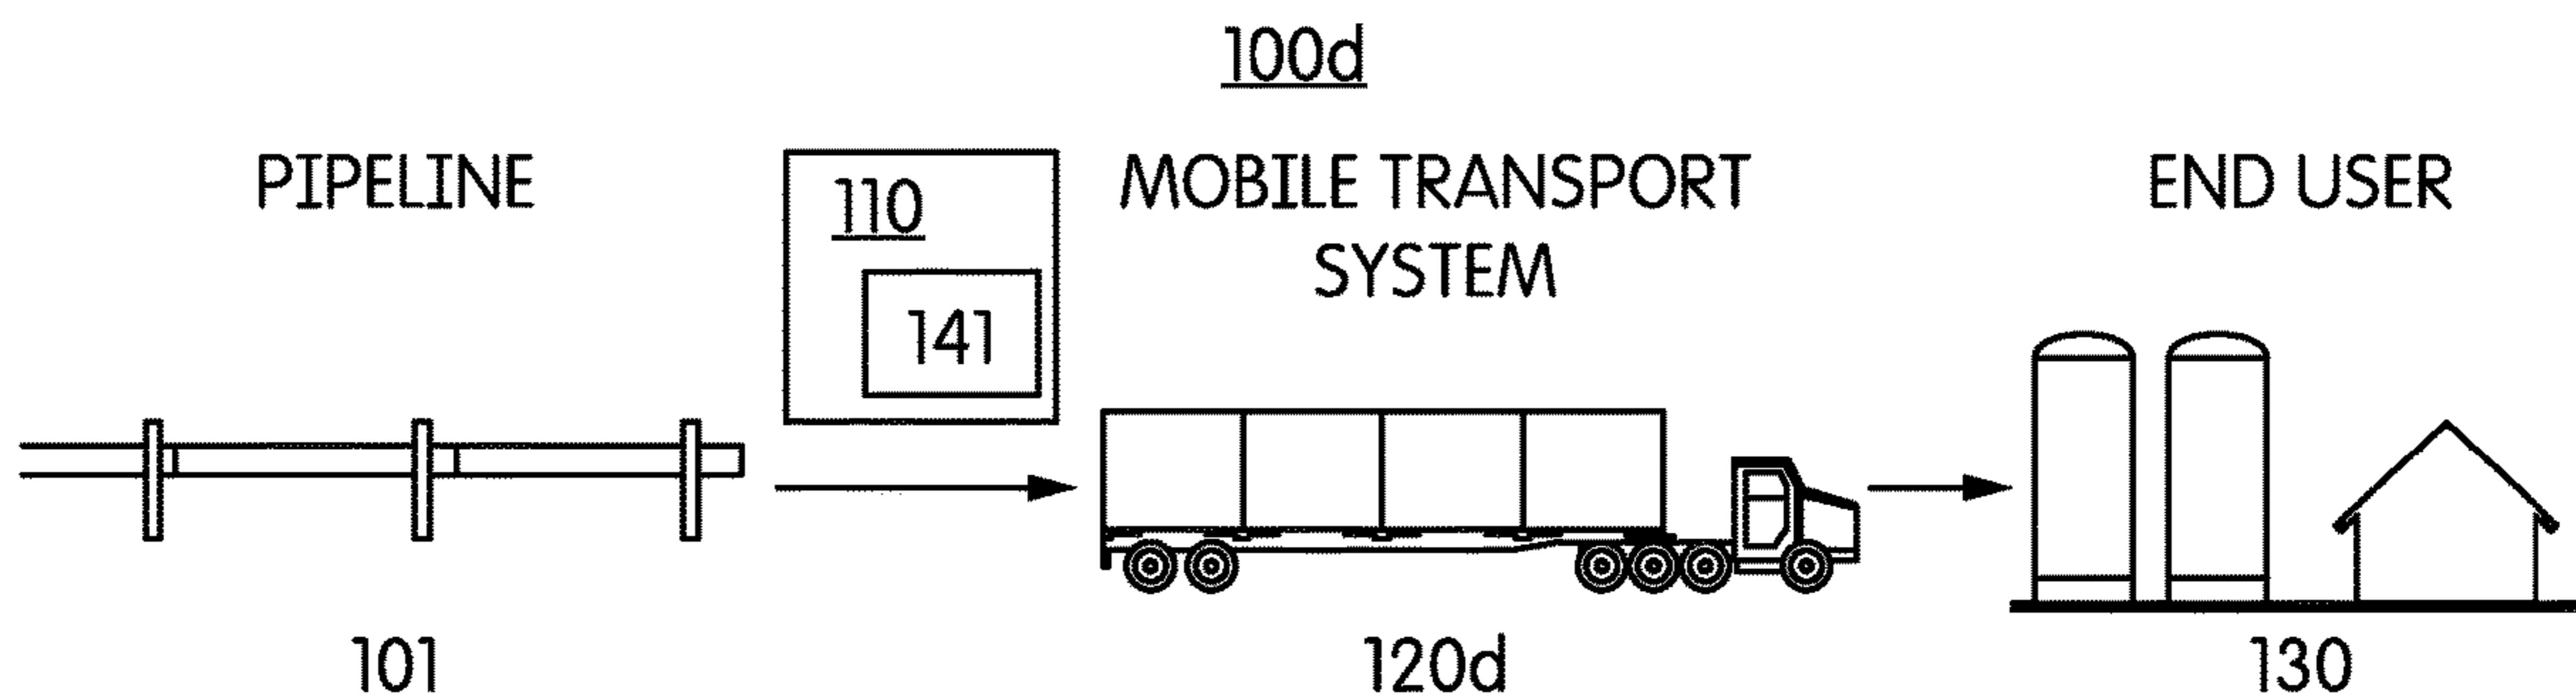 100d
PIPELINE
110
141
MOBILE TRANSPORT
SYSTEM
END USER
101
120d
130